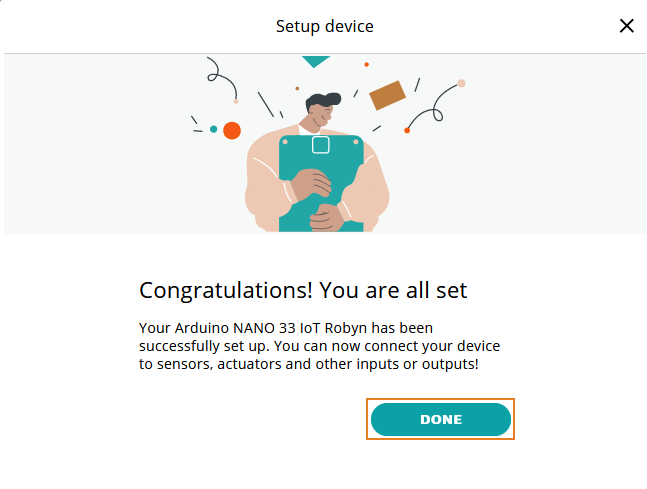 Setup device
Congratulations! You are all set
Your Arduino NANO 33 IoT Robyn has been
successfully set up. You can now connect your device
to sensors, actuators and other inputs or outputs!
DONE